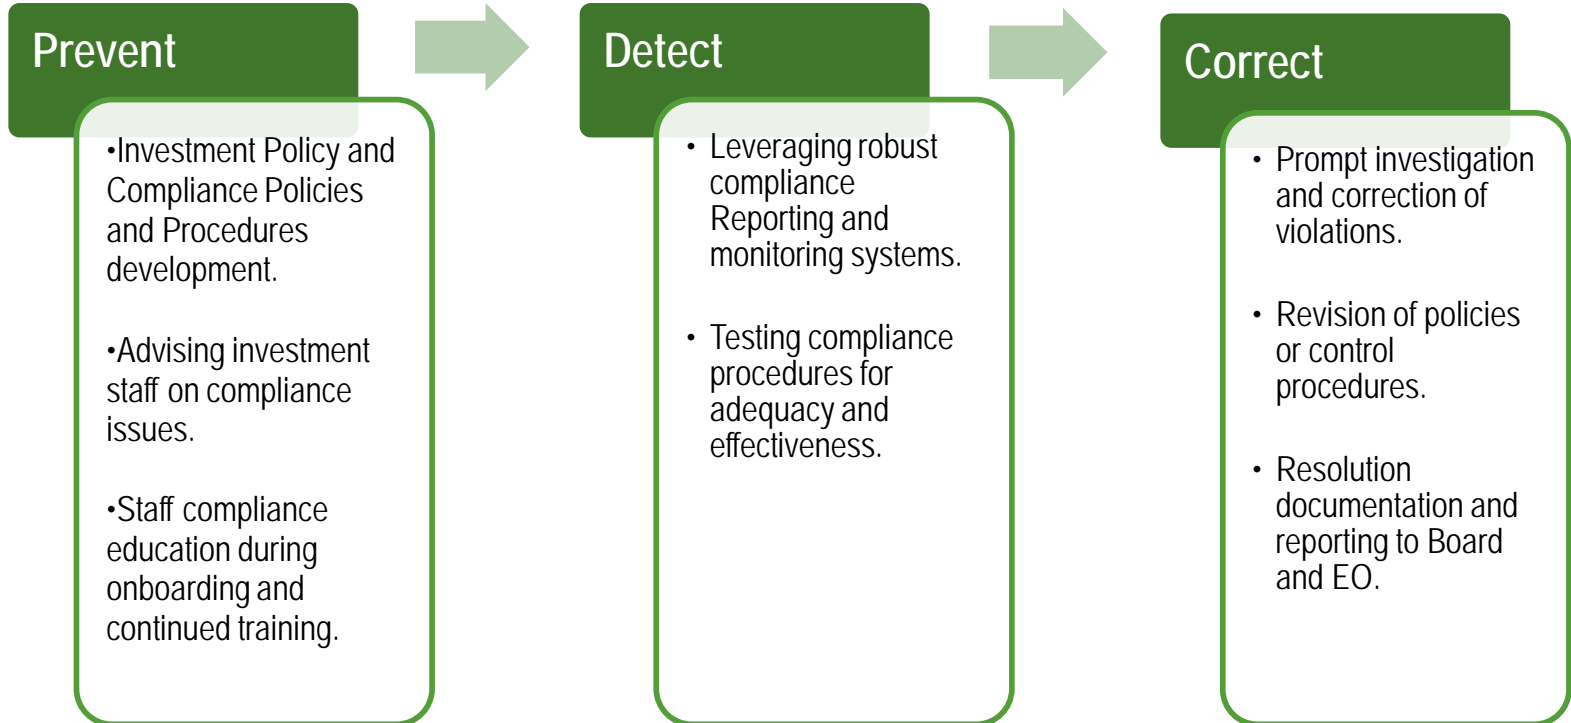 Prevent
•Investment Policy and
Compliance Policies
and Procedures
development.
•Advising investment
staff on compliance
issues.
•Staff compliance
education during
onboarding and
continued training.
Detect
• Leveraging robust
compliance
Reporting and
monitoring systems.
• Testing compliance
procedures for
adequacy and
effectiveness.
Correct
• Prompt investigation
and correction of
violations.
• Revision of policies
or control
procedures.
• Resolution
documentation and
reporting to Board
and EO.